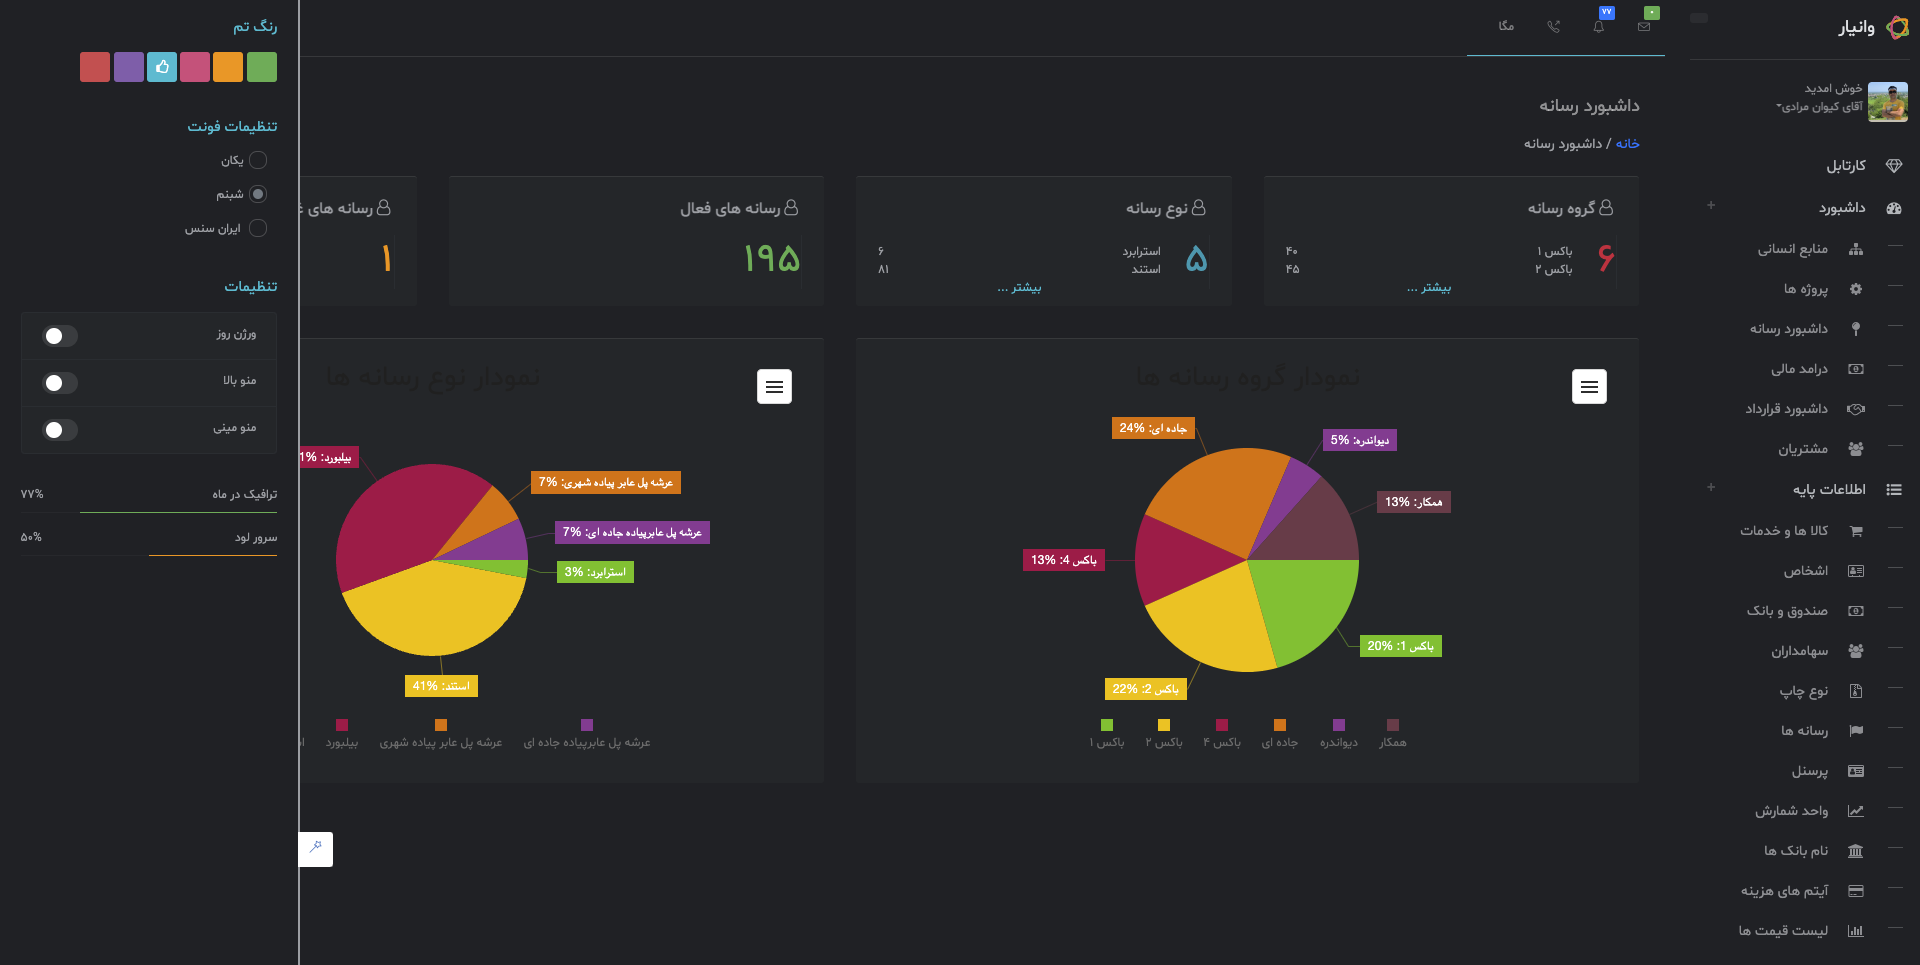 وانیار
خوش امدید
آقای کیوان مرادی
کارتابل
داشبورد
منابع انسانی
پروژه ها
داشبورد رسانه
درامد مالی
داشبورد قرارداد
مشتریان
اطلاعات پایه
کالا ها و خدمات
اشخاص
صندوق و بانک
سهامداران
نوع چاپ
رسانه ها
پرسنل
واحد شمارش
نام بانک ها
آیتم های هزینه
لیست قیمت ها
۰
۷۷
مگا
داشبورد رسانه
خانه / داشبورد رسانه
گروه رسانه
۶
باکس ۱ ۴۰
باکس ۲ ۴۵
بیشتر ...
نوع رسانه
۵
استرابرد ۶
استند ۸۱
بیشتر ...
رسانه های فعال
۱۹۵
رسانه های
۱
نمودار گروه رسانه ها
دیواندره: 5%
جاده ای: 24%
همکار: 13%
باکس 4: 13%
باکس 1: 20%
باکس 2: 22%
همکار
دیواندره
جاده ای
باکس ۴
باکس ۲
باکس ۱
نمودار نوع رسانه ها
بیلبورد: 1%
عرشه پل عابر پیاده شهری: 7%
عرشه پل عابرپیاده جاده ای: 7%
استرابرد: 3%
استند: 41%
عرشه پل عابرپیاده جاده ای
عرشه پل عابر پیاده شهری
بیلبورد
رنگ تم
تنظیمات فونت
یکان
شبنم
ایران سنس
تنظیمات
ورژن روز
منو بالا
منو مینی
ترافیک در ماه ۷۷%
سرور لود ۵۰%